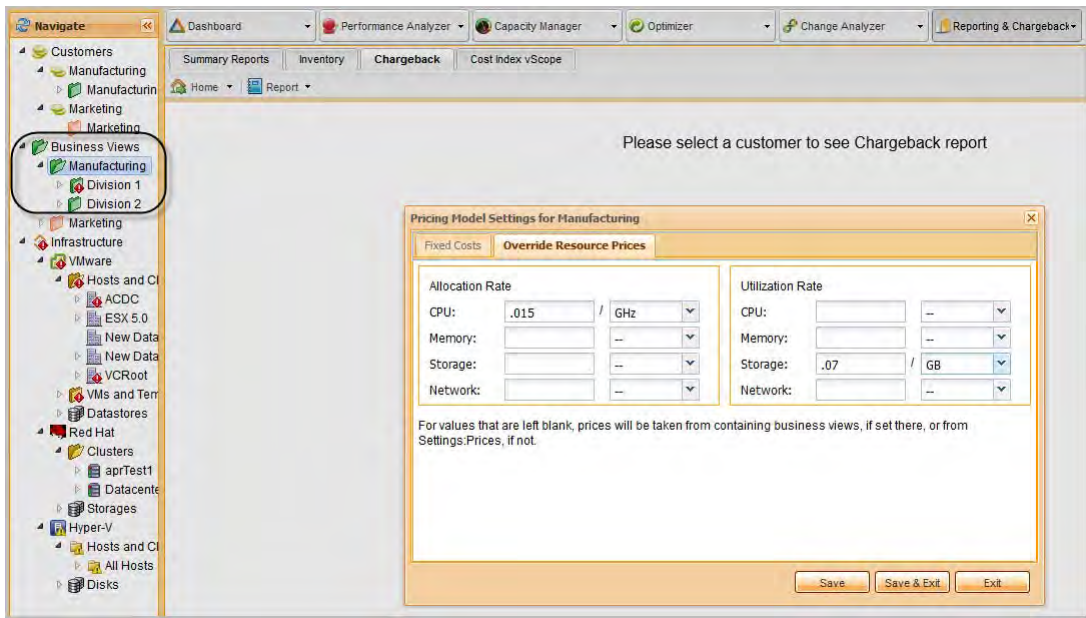 Navigate
Dashboard Performance Analyzer Capacity Manager Optimizer Change Analyzer Reporting & Chargeback
Summary Reports Inventory Chargeback Cost Index vScope
Home Report
Customers
Manufacturing
Manufacturin
Marketing
Marketing
Business Views
Manufacturing
Division 1
Division 2
Marketing
Infrastructure
VMware
Hosts and Cl
ACDC
ESX 5.0
New Data
New Data
VCRoot
VMs and Tem
Datastores
Red Hat
Clusters
aprTest1
Datacente
Storages
Hyper-V
Hosts and Cl
All Hosts
Disks
Please select a customer to see Chargeback report
Pricing Model Settings for Manufacturing
Fixed Costs Override Resource Prices
Allocation Rate
CPU: .015 / GHz
Memory: --
Storage: --
Network: --
Utilization Rate
CPU: --
Memory: --
Storage: .07 / GB
Network: --
For values that are left blank, prices will be taken from containing business views, if set there, or from
Settings:Prices, if not.
Save Save & Exit Exit